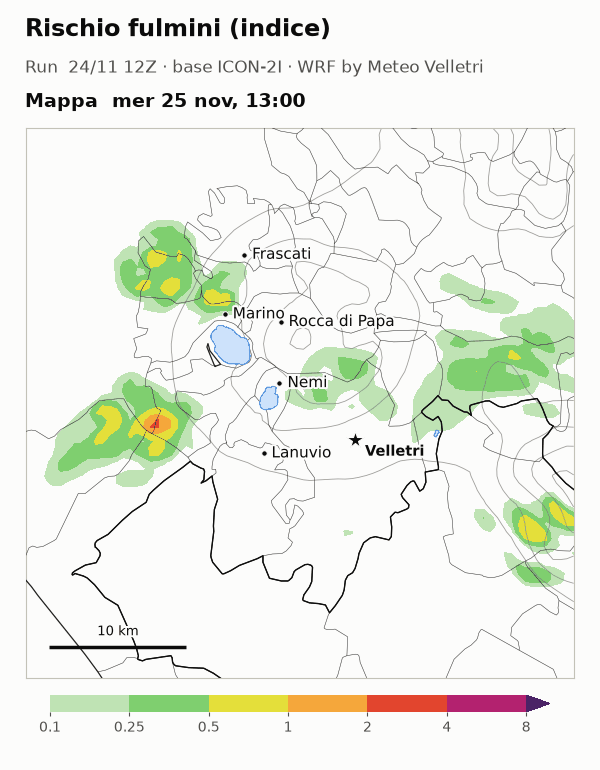 Rischio fulmini (indice)
Run  24/11 12Z · base ICON-2I · WRF by Meteo Velletri
Mappa  mer 25 nov, 13:00
Frascati
Marino
Rocca di Papa
Nemi
Velletri
Lanuvio
10 km
0.1 0.25 0.5 1 2 4 8